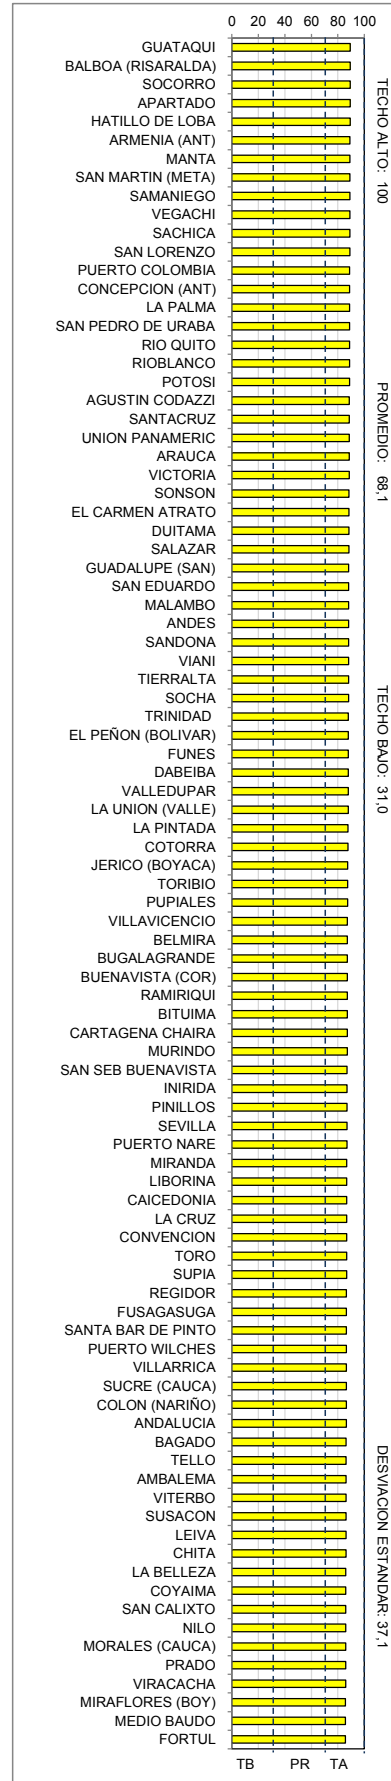 0 20 40 60 80 100
GUATAQUI
BALBOA (RISARALDA)
SOCORRO
APARTADO
HATILLO DE LOBA
ARMENIA (ANT)
MANTA
SAN MARTIN (META)
SAMANIEGO
VEGACHI
SACHICA
SAN LORENZO
PUERTO COLOMBIA
CONCEPCION (ANT)
LA PALMA
SAN PEDRO DE URABA
RIO QUITO
RIOBLANCO
POTOSI
AGUSTIN CODAZZI
SANTACRUZ
UNION PANAMERIC
ARAUCA
VICTORIA
SONSON
EL CARMEN ATRATO
DUITAMA
SALAZAR
GUADALUPE (SAN)
SAN EDUARDO
MALAMBO
ANDES
SANDONA
VIANI
TIERRALTA
SOCHA
TRINIDAD
EL PEÑON (BOLIVAR)
FUNES
DABEIBA
VALLEDUPAR
LA UNION (VALLE)
LA PINTADA
COTORRA
JERICO (BOYACA)
TORIBIO
PUPIALES
VILLAVICENCIO
BELMIRA
BUGALAGRANDE
BUENAVISTA (COR)
RAMIRIQUI
BITUIMA
CARTAGENA CHAIRA
MURINDO
SAN SEB BUENAVISTA
INIRIDA
PINILLOS
SEVILLA
PUERTO NARE
MIRANDA
LIBORINA
CAICEDONIA
LA CRUZ
CONVENCION
TORO
SUPIA
REGIDOR
FUSAGASUGA
SANTA BAR DE PINTO
PUERTO WILCHES
VILLARRICA
SUCRE (CAUCA)
COLON (NARIÑO)
ANDALUCIA
BAGADO
TELLO
AMBALEMA
VITERBO
SUSACON
LEIVA
CHITA
LA BELLEZA
COYAIMA
SAN CALIXTO
NILO
MORALES (CAUCA)
PRADO
VIRACACHA
MIRAFLORES (BOY)
MEDIO BAUDO
FORTUL
TB PR TA
TECHO ALTO: 100
PROMEDIO: 68,1
TECHO BAJO: 31,0
DESVIACION ESTANDAR: 37,1